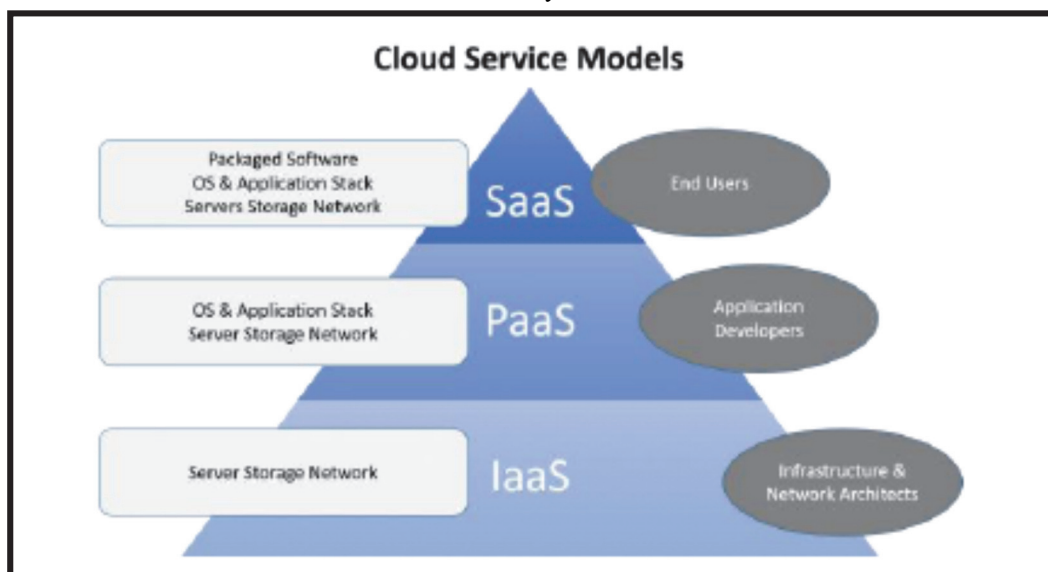 Cloud Service Models
Packaged Software
OS & Application Stack
Servers Storage Network
SaaS
End Users
OS & Application Stack
Server Storage Network
PaaS
Application
Developers
Server Storage Network
IaaS
Infrastructure &
Network Architects